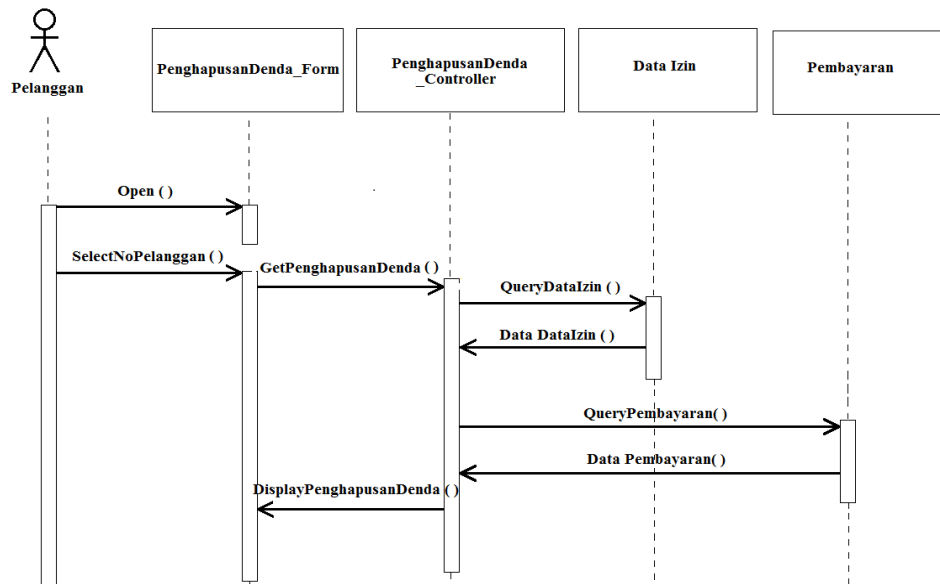 Pelanggan
PenghapusanDenda_Form
PenghapusanDenda
_Controller
Data Izin
Pembayaran
Open ( )
SelectNoPelanggan ( )
GetPenghapusanDenda ( )
QueryDataIzin ( )
Data DataIzin ( )
QueryPembayaran( )
Data Pembayaran( )
DisplayPenghapusanDenda ( )